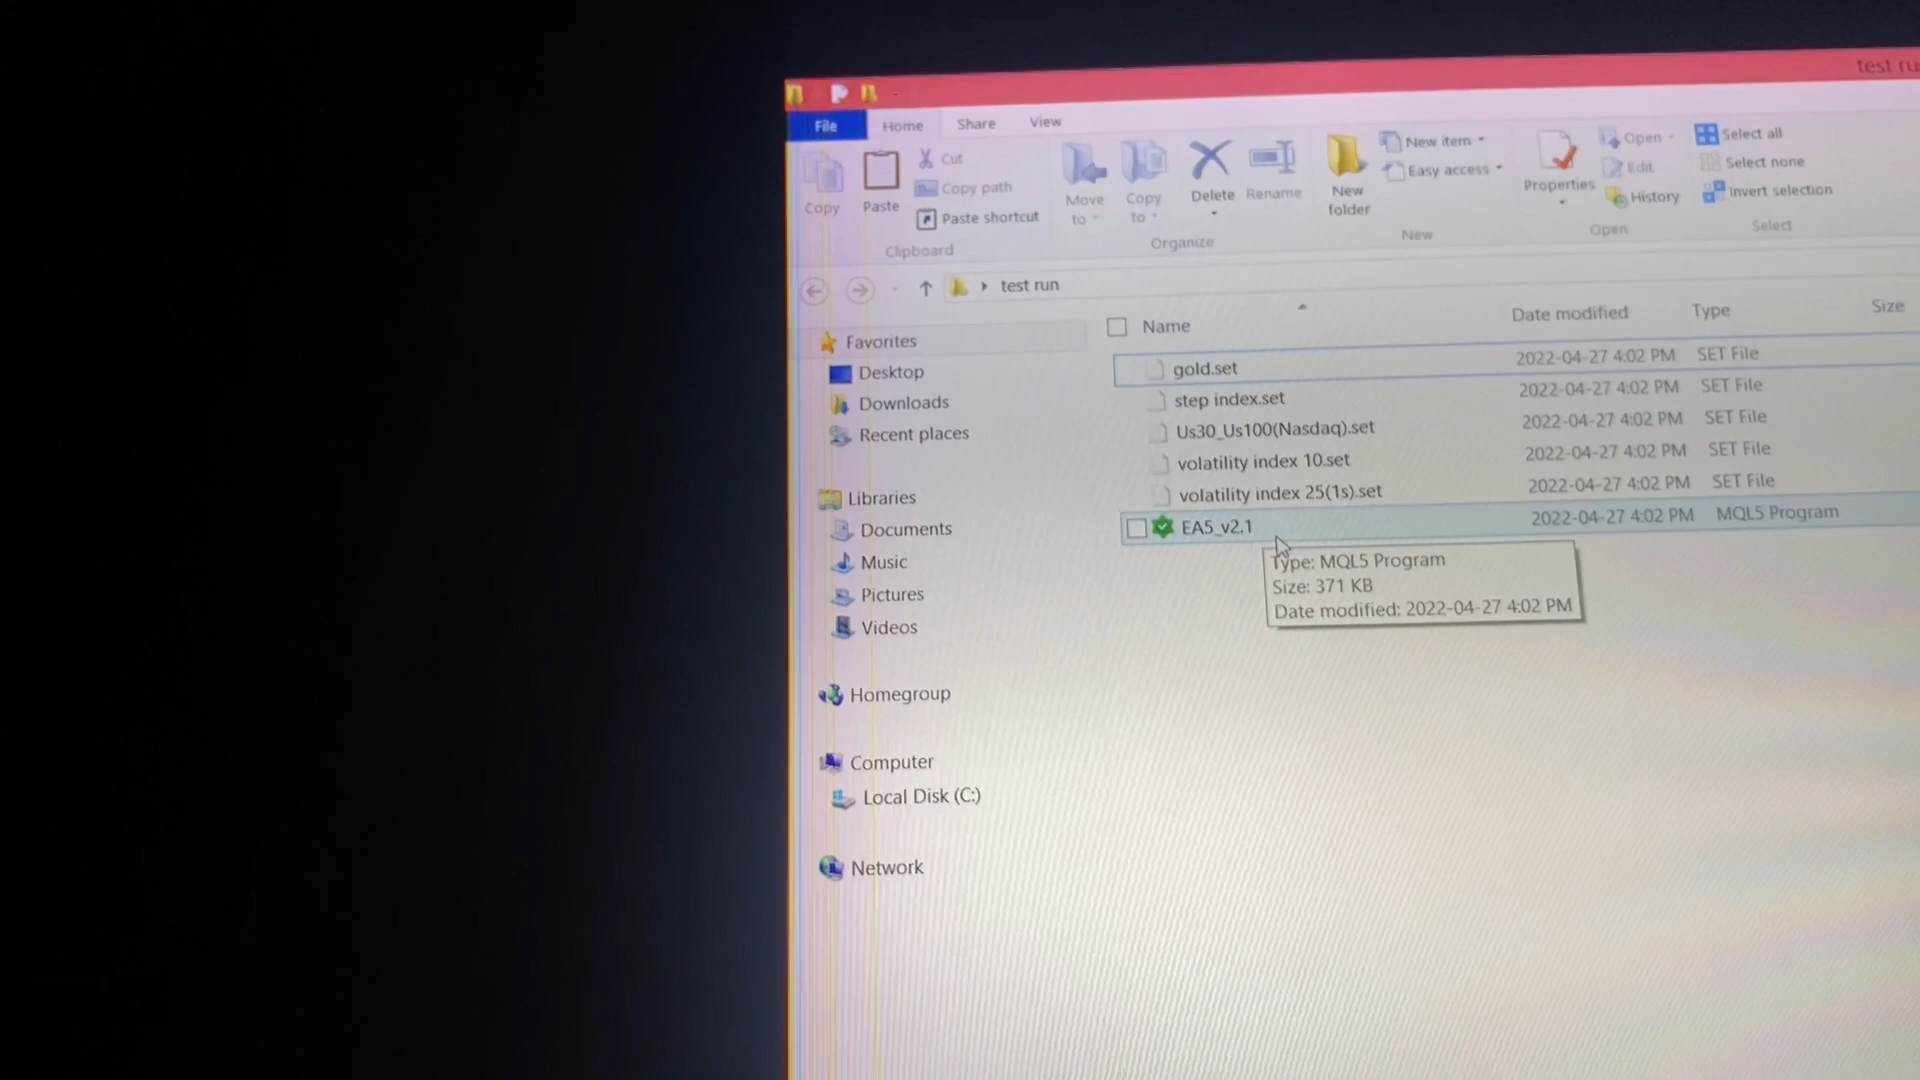 test ru
File Home Share View
Copy
Paste
Cut
Copy path
Paste shortcut
Clipboard
Move to
Copy to
Delete
Rename
Organize
New folder
New item
Easy access
New
Properties
Open
Edit
History
Open
Select all
Select none
Invert selection
Select
test run
Name Date modified Type Size
gold.set 2022-04-27 4:02 PM SET File
step index.set 2022-04-27 4:02 PM SET File
Us30_Us100(Nasdaq).set 2022-04-27 4:02 PM SET File
volatility index 10.set 2022-04-27 4:02 PM SET File
volatility index 25(1s).set 2022-04-27 4:02 PM SET File
EA5_v2.1 2022-04-27 4:02 PM MQL5 Program
Type: MQL5 Program
Size: 371 KB
Date modified: 2022-04-27 4:02 PM
Favorites
Desktop
Downloads
Recent places
Libraries
Documents
Music
Pictures
Videos
Homegroup
Computer
Local Disk (C:)
Network